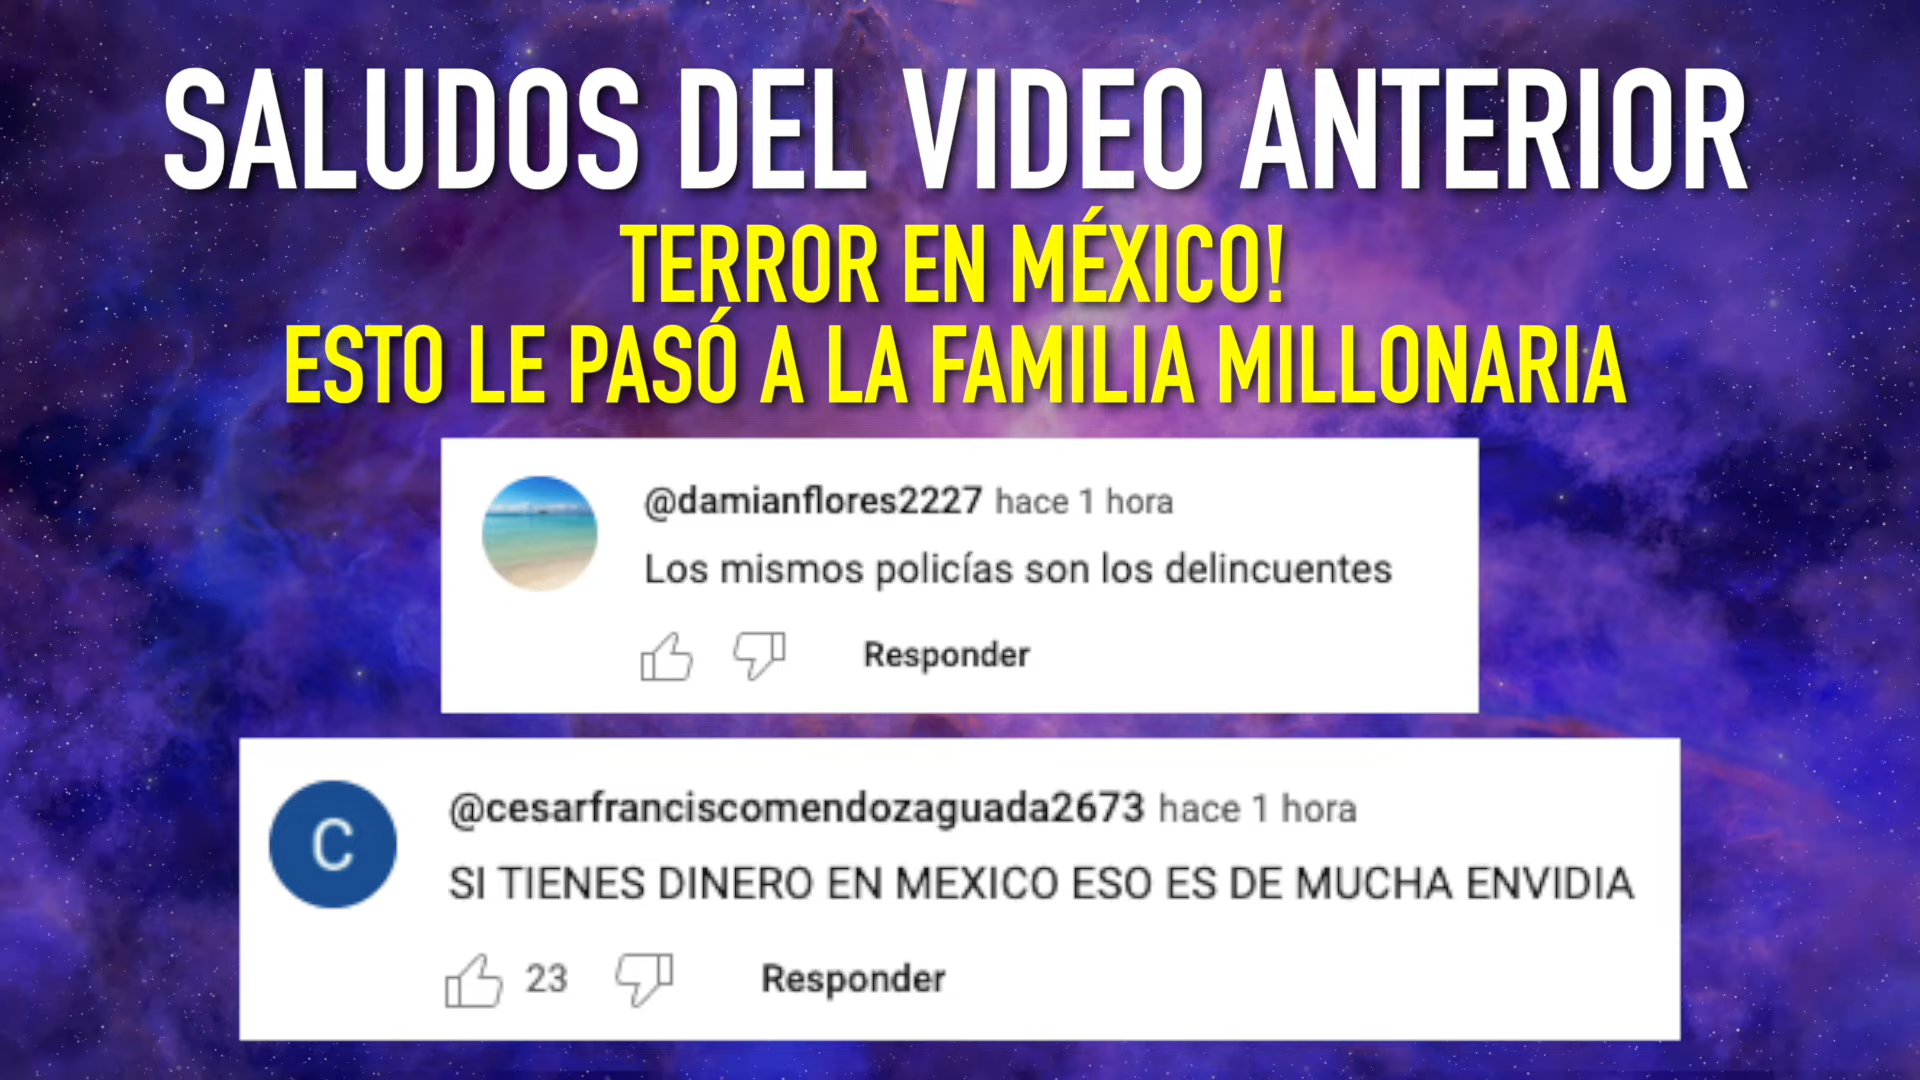 SALUDOS DEL VIDEO ANTERIOR
TERROR EN MÉXICO!
ESTO LE PASÓ A LA FAMILIA MILLONARIA
@damianflores2227 hace 1 hora
Los mismos policías son los delincuentes
Responder
C
@cesarfranciscomendozaguada2673 hace 1 hora
SI TIENES DINERO EN MEXICO ESO ES DE MUCHA ENVIDIA
23 Responder